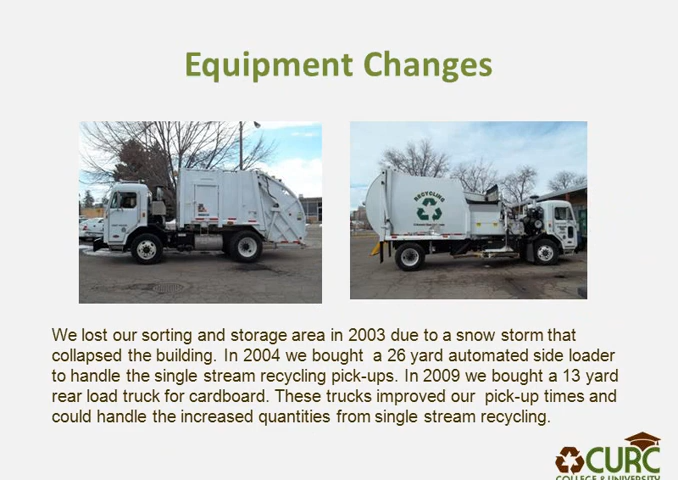 Equipment Changes
RECYCLING
We lost our sorting and storage area in 2003 due to a snow storm that
collapsed the building. In 2004 we bought  a 26 yard automated side loader
to handle the single stream recycling pick-ups. In 2009 we bought a 13 yard
rear load truck for cardboard. These trucks improved our  pick-up times and
could handle the increased quantities from single stream recycling.
CURC
COLLEGE & UNIVERSITY